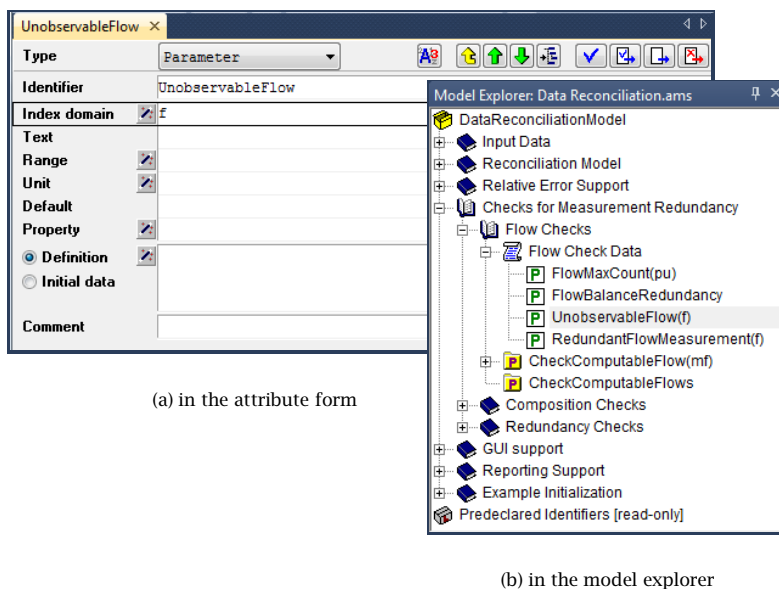 UnobservableFlow
Type Parameter
Identifier UnobservableFlow
Index domain f
Text
Range
Unit
Default
Property
Definition
Initial data
Comment
(a) in the attribute form
Model Explorer: Data Reconciliation.ams
DataReconciliationModel
Input Data
Reconciliation Model
Relative Error Support
Checks for Measurement Redundancy
Flow Checks
Flow Check Data
P FlowMaxCount(pu)
P FlowBalanceRedundancy
P UnobservableFlow(f)
P RedundantFlowMeasurement(f)
P CheckComputableFlow(mf)
P CheckComputableFlows
Composition Checks
Redundancy Checks
GUI support
Reporting Support
Example Initialization
Predeclared Identifiers [read-only]
(b) in the model explorer